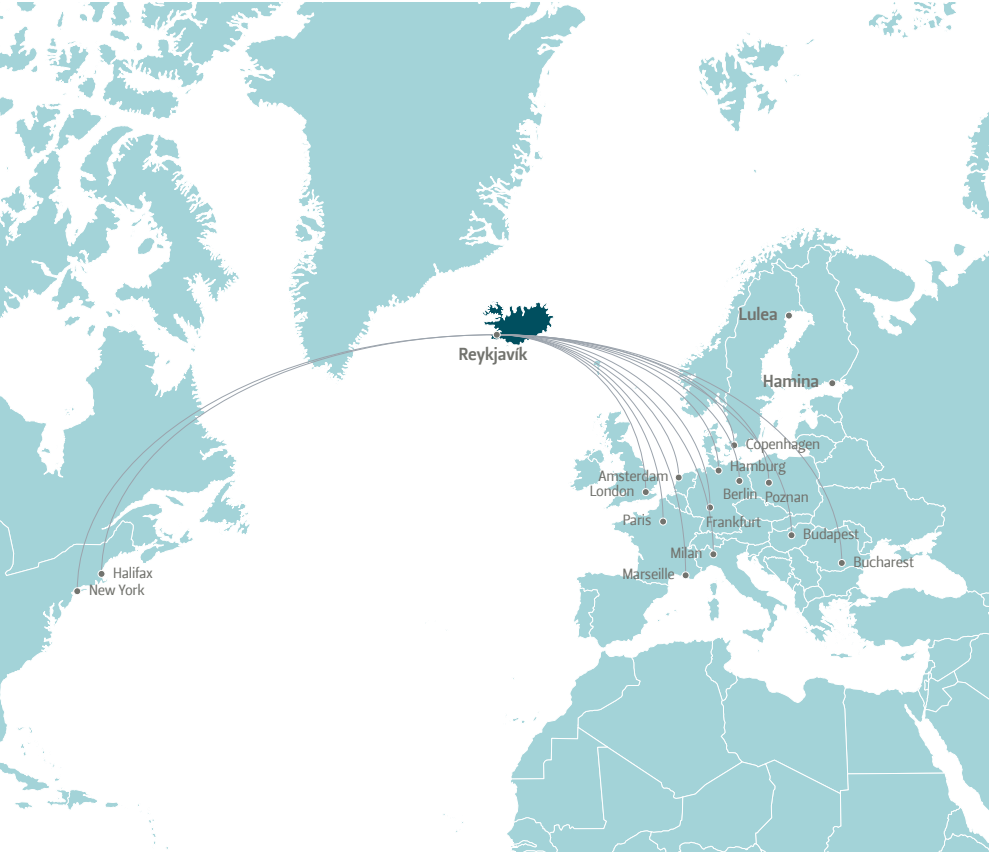 Lulea
Reykjavík
Hamina
Copenhagen
Hamburg
Amsterdam
London
Berlin
Poznan
Paris
Frankfurt
Budapest
Milan
Bucharest
Marseille
Halifax
New York